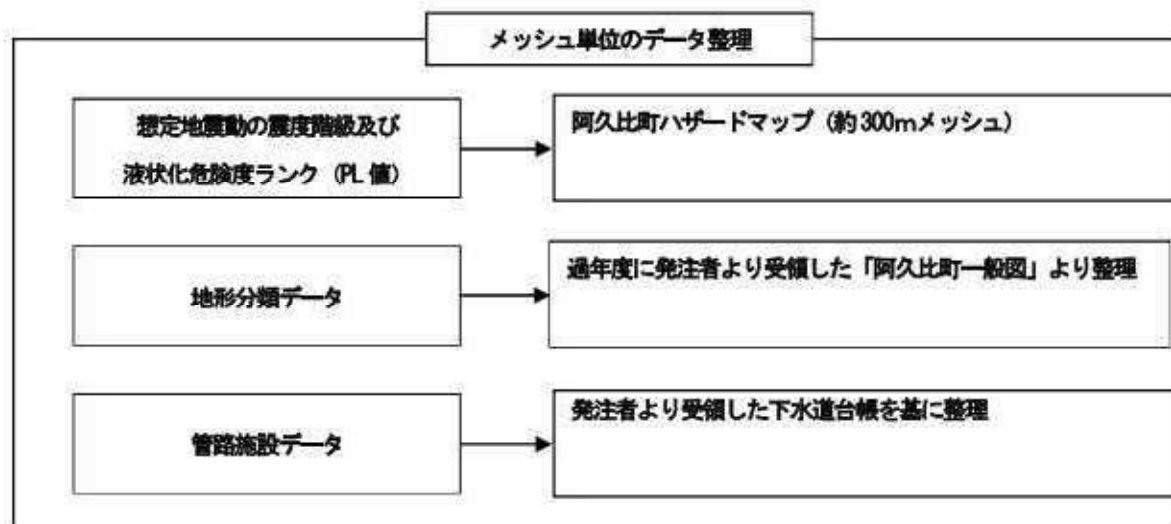 メッシュ単位のデータ整理
想定地震動の震度階級及び
液状化危険度ランク（PL 値）
阿久比町ハザードマップ（約 300ｍメッシュ）
地形分類データ
過年度に発注者より受領した「阿久比町一般図」より整理
管路施設データ
発注者より受領した下水道台帳を基に整理